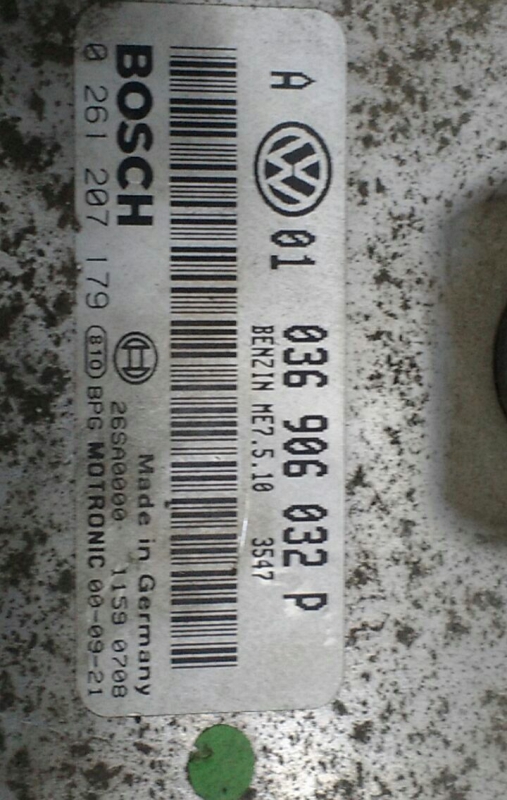 A 01 036 906 032 P
BENZIN ME7.5.10 3547
BOSCH Made in Germany
26SA0000 1159 0708
0 261 207 179 810 BPG MOTRONIC 00-09-21